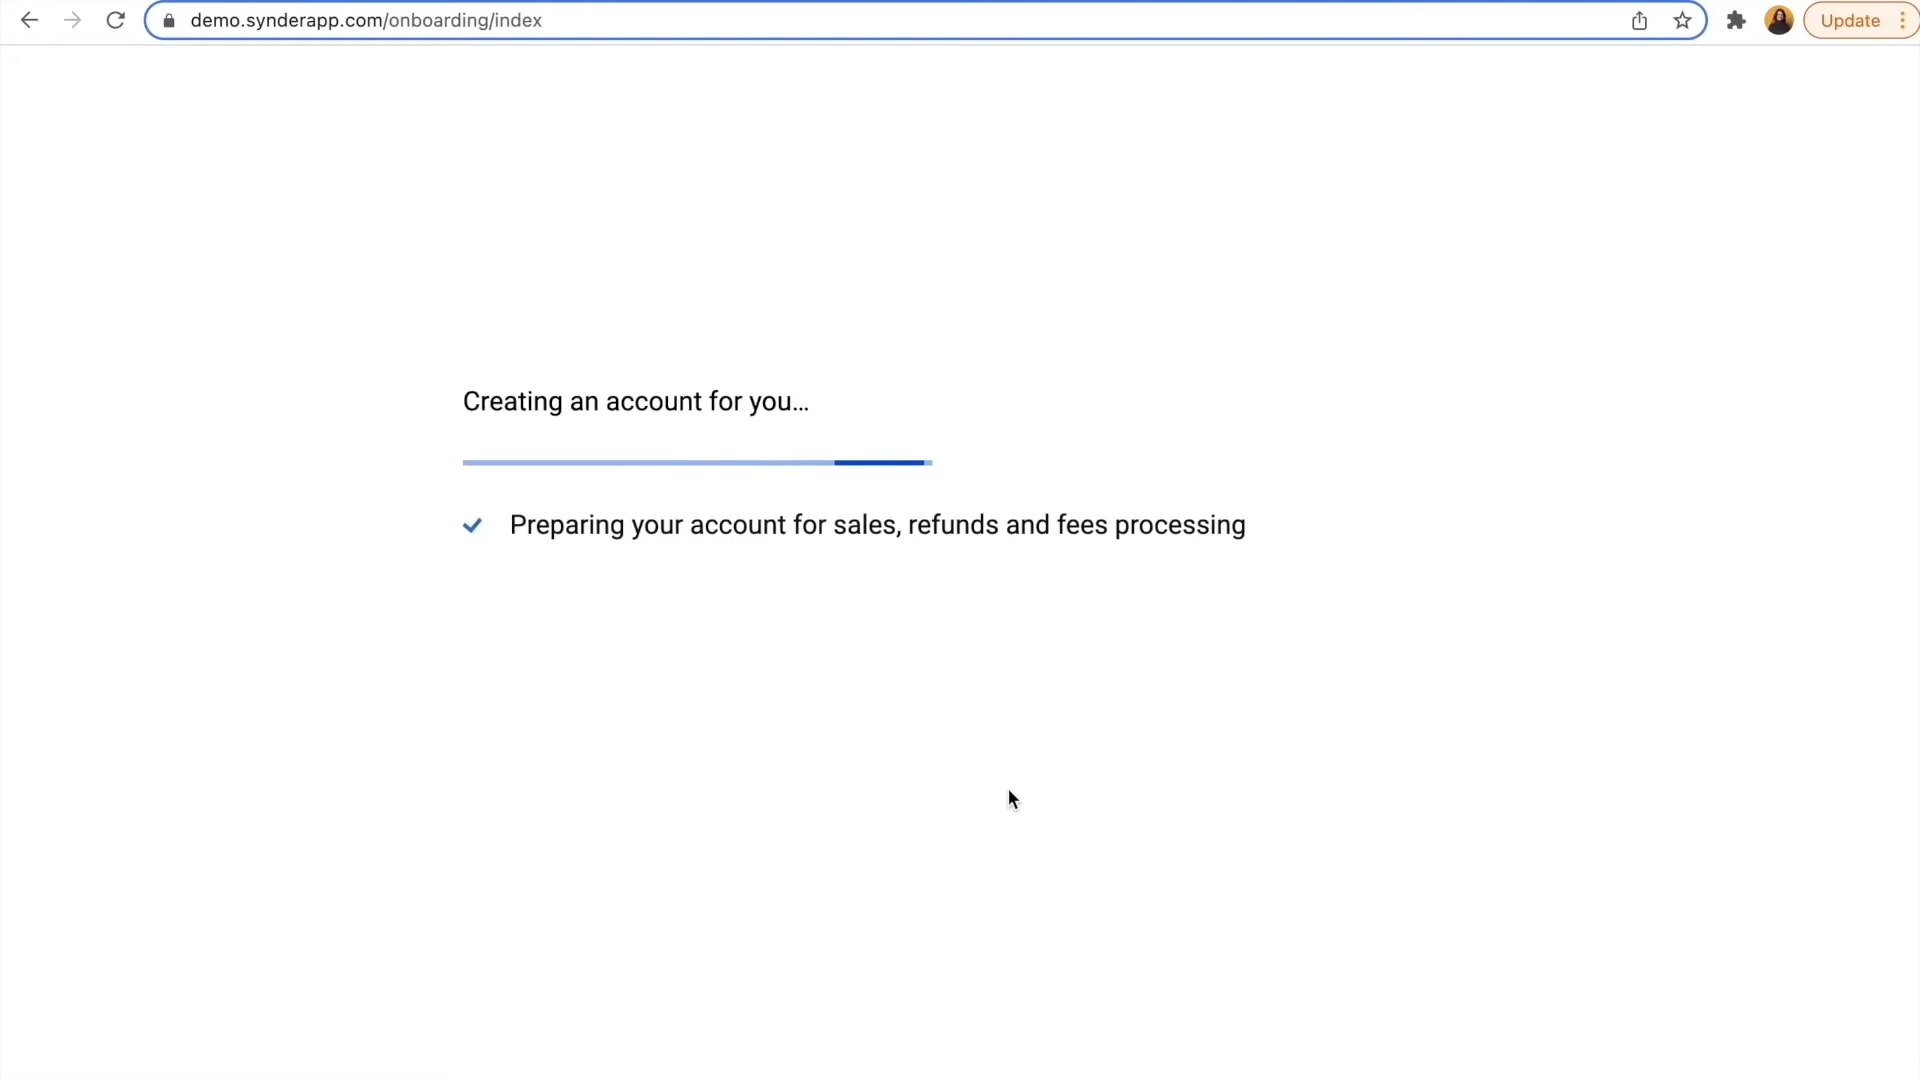 demo.synderapp.com/onboarding/index
Update
Creating an account for you...
Preparing your account for sales, refunds and fees processing